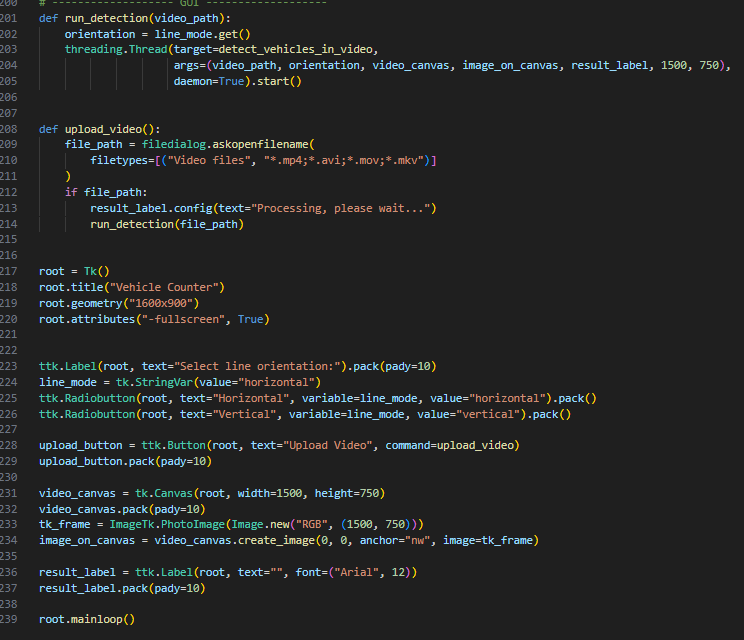 200 # ------------------- GUI -------------------
201 def run_detection(video_path):
202     orientation = line_mode.get()
203     threading.Thread(target=detect_vehicles_in_video,
204                      args=(video_path, orientation, video_canvas, image_on_canvas, result_label, 1500, 750),
205                      daemon=True).start()
206
207
208 def upload_video():
209     file_path = filedialog.askopenfilename(
210         filetypes=[("Video files", "*.mp4;*.avi;*.mov;*.mkv")]
211     )
212     if file_path:
213         result_label.config(text="Processing, please wait...")
214         run_detection(file_path)
215
216
217 root = Tk()
218 root.title("Vehicle Counter")
219 root.geometry("1600x900")
220 root.attributes("-fullscreen", True)
221
222
223 ttk.Label(root, text="Select line orientation:").pack(pady=10)
224 line_mode = tk.StringVar(value="horizontal")
225 ttk.Radiobutton(root, text="Horizontal", variable=line_mode, value="horizontal").pack()
226 ttk.Radiobutton(root, text="Vertical", variable=line_mode, value="vertical").pack()
227
228 upload_button = ttk.Button(root, text="Upload Video", command=upload_video)
229 upload_button.pack(pady=10)
230
231 video_canvas = tk.Canvas(root, width=1500, height=750)
232 video_canvas.pack(pady=10)
233 tk_frame = ImageTk.PhotoImage(Image.new("RGB", (1500, 750)))
234 image_on_canvas = video_canvas.create_image(0, 0, anchor="nw", image=tk_frame)
235
236 result_label = ttk.Label(root, text="", font=("Arial", 12))
237 result_label.pack(pady=10)
238
239 root.mainloop()